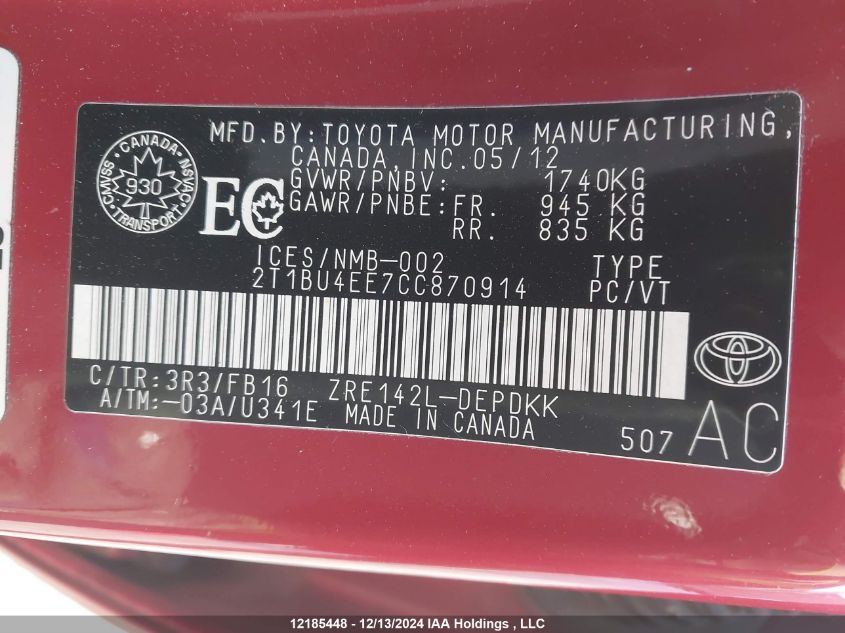 MFD.BY:TOYOTA MOTOR MANUFACTURING,
CANADA, INC.05/12
GVWR/PNBV: 1740KG
GAWR/PNBE:FR. 945 KG
RR. 835 KG
CANADA
CMVSS
930
NSVAC
TRANSPORT
EC
ICES/NMB-002 TYPE
2T1BU4EE7CC870914 PC/VT
C/TR:3R3/FB16 ZRE142L-DEPDKK
A/TM:-03A/U341E MADE IN CANADA
507 AC
12185448 - 12/13/2024 IAA Holdings , LLC